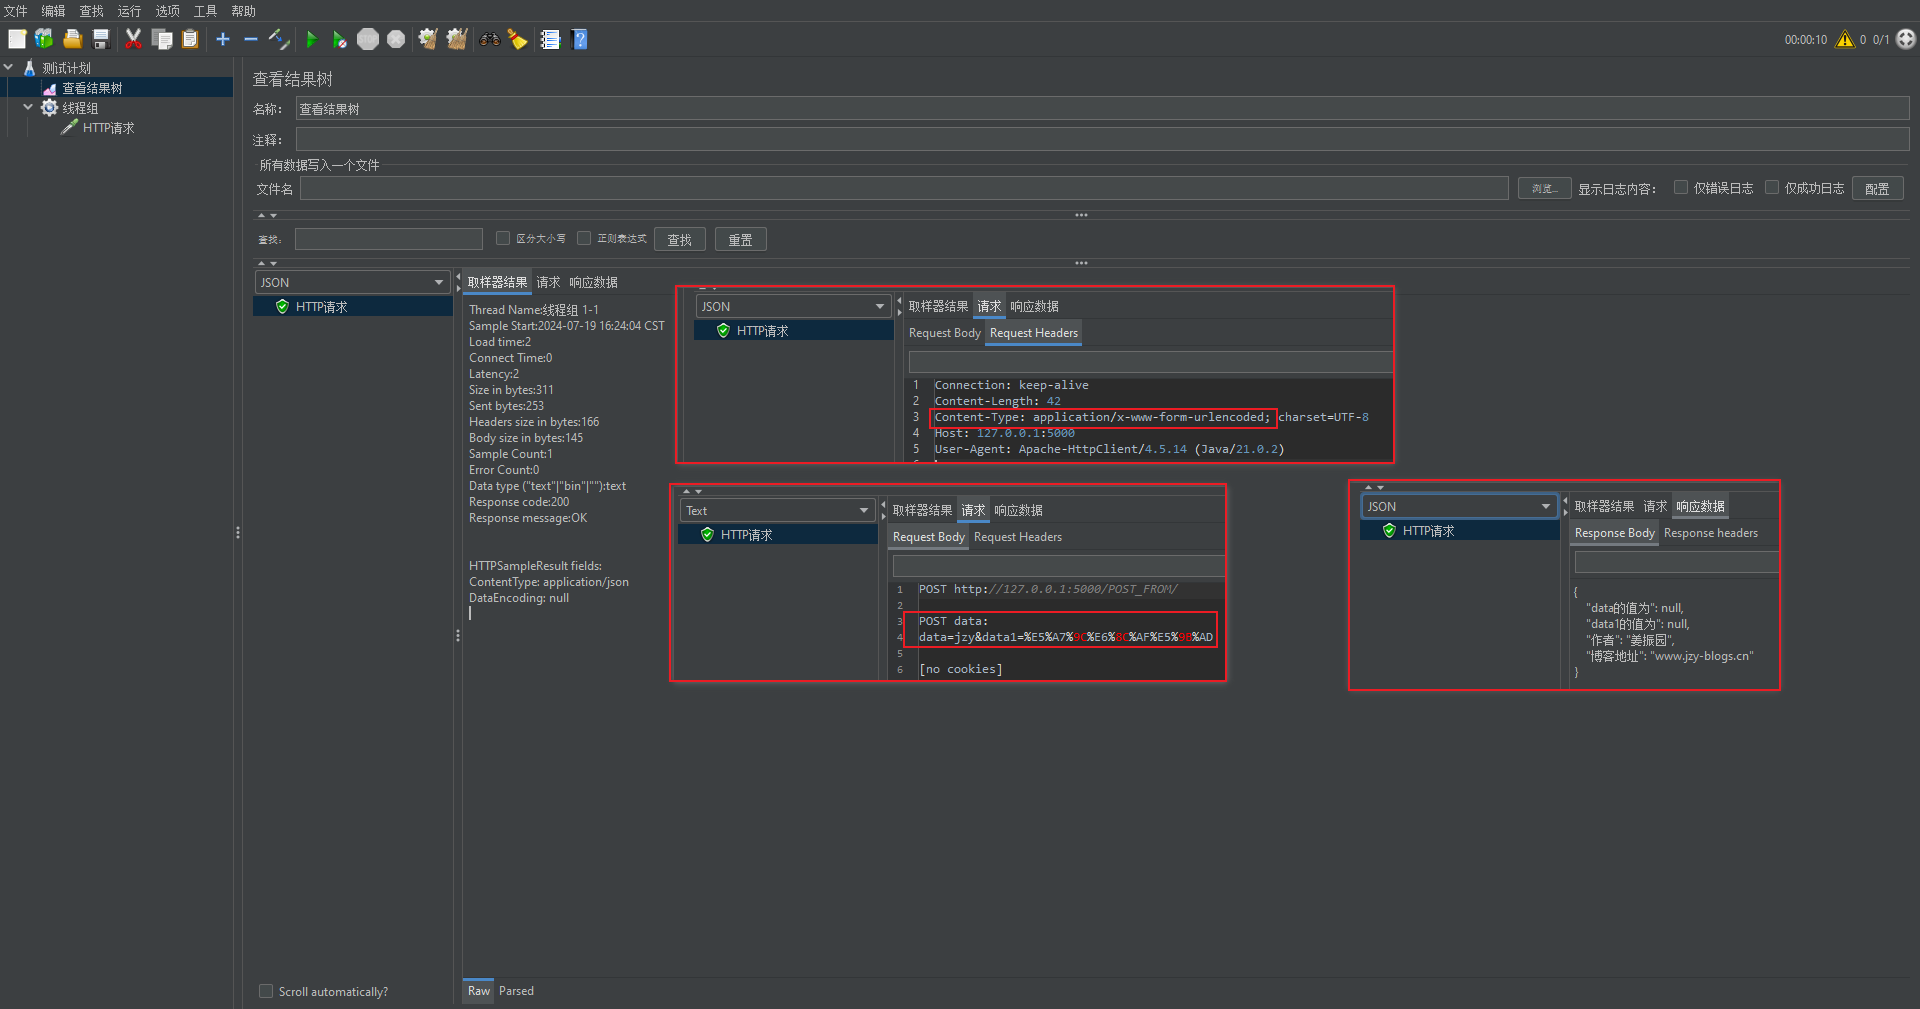 文件 编辑 查找 运行 选项 工具 帮助
00:00:10 0 0/1
测试计划
查看结果树
线程组
HTTP请求
查看结果树
名称： 查看结果树
注释：
所有数据写入一个文件
文件名 浏览... 显示日志内容： 仅错误日志 仅成功日志 配置
查找: 区分大小写 正则表达式 查找 重置
JSON
HTTP请求
取样器结果 请求 响应数据
Thread Name:线程组 1-1
Sample Start:2024-07-19 16:24:04 CST
Load time:2
Connect Time:0
Latency:2
Size in bytes:311
Sent bytes:253
Headers size in bytes:166
Body size in bytes:145
Sample Count:1
Error Count:0
Data type ("text"|"bin"|""):text
Response code:200
Response message:OK
HTTPSampleResult fields:
ContentType: application/json
DataEncoding: null
JSON
HTTP请求
取样器结果 请求 响应数据
Request Body Request Headers
1 Connection: keep-alive
2 Content-Length: 42
3 Content-Type: application/x-www-form-urlencoded; charset=UTF-8
4 Host: 127.0.0.1:5000
5 User-Agent: Apache-HttpClient/4.5.14 (Java/21.0.2)
Text
HTTP请求
取样器结果 请求 响应数据
Request Body Request Headers
1 POST http://127.0.0.1:5000/POST_FROM/
2
3 POST data:
4 data=jzy&data1=%E5%A7%9C%E6%8C%AF%E5%9B%AD
5
6 [no cookies]
JSON
HTTP请求
取样器结果 请求 响应数据
Response Body Response headers
{
"data的值为": null,
"data1的值为": null,
"作者": "姜振园",
"博客地址": "www.jzy-blogs.cn"
}
Scroll automatically?
Raw Parsed